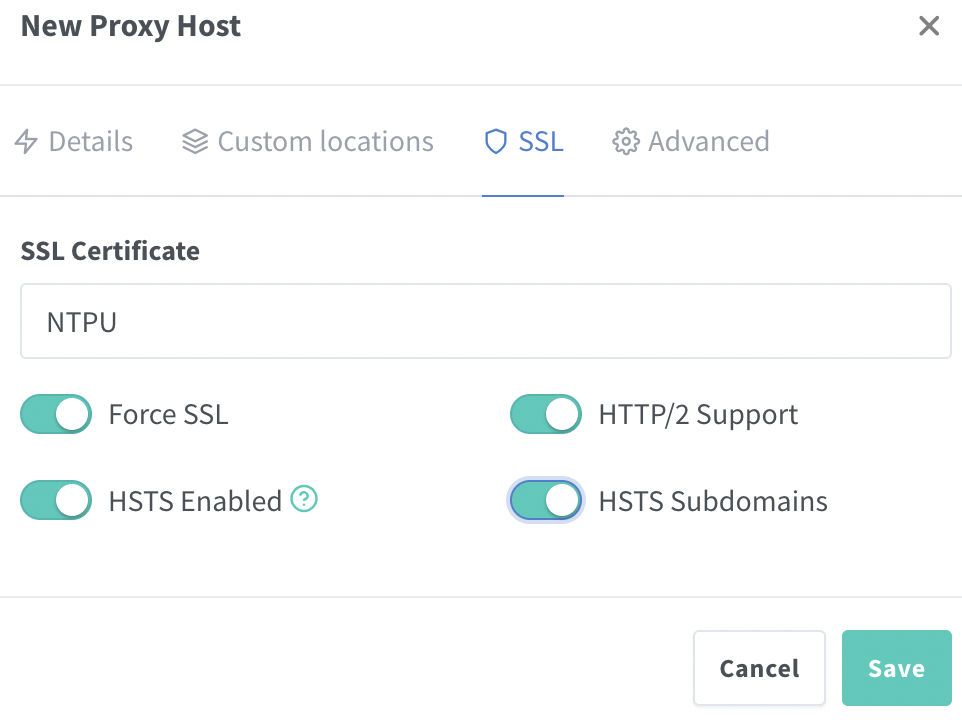 New Proxy Host
Details Custom locations SSL Advanced
SSL Certificate
NTPU
Force SSL HTTP/2 Support
HSTS Enabled ? HSTS Subdomains
Cancel Save